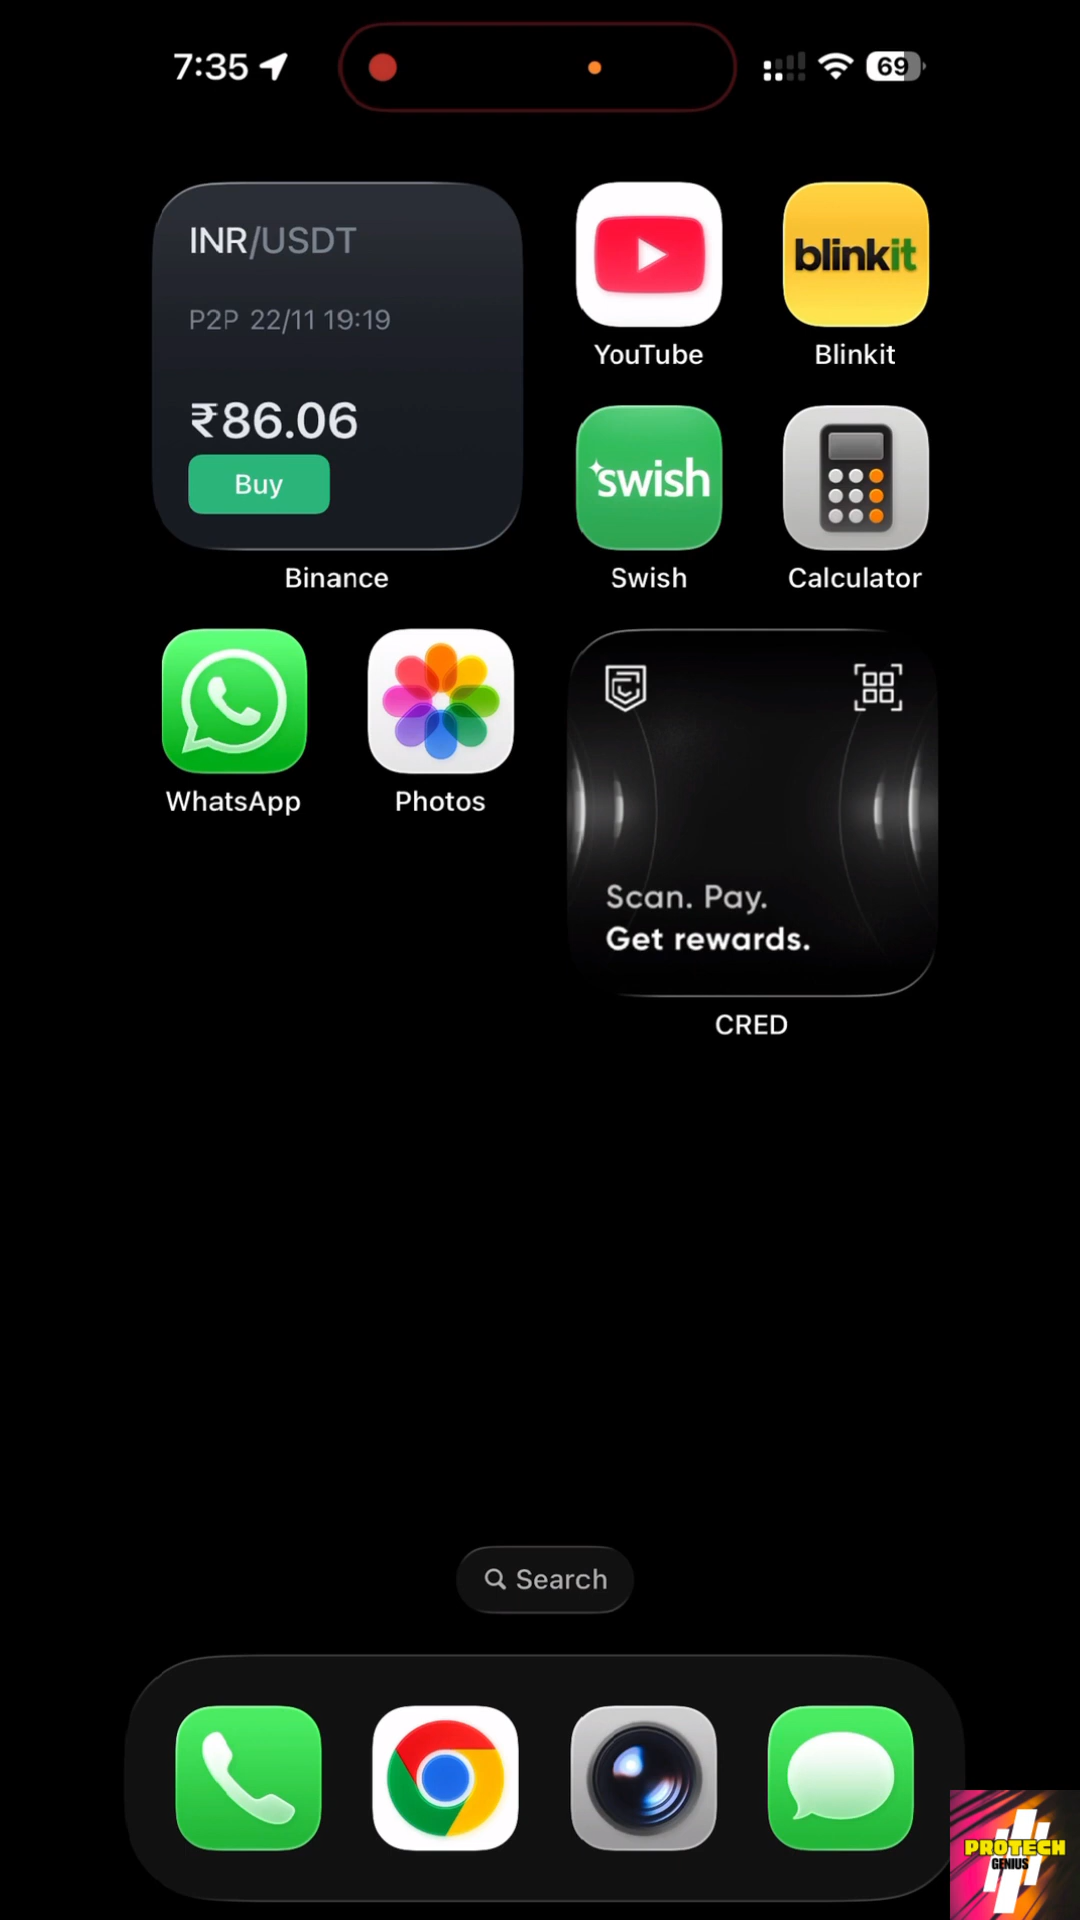 7:35
69
INR/USDT
P2P 22/11 19:19
₹86.06
Buy
Binance
YouTube
blinkit
Blinkit
swish
Swish
Calculator
WhatsApp
Photos
Scan. Pay.
Get rewards.
CRED
Search
PROTECH
GENIUS